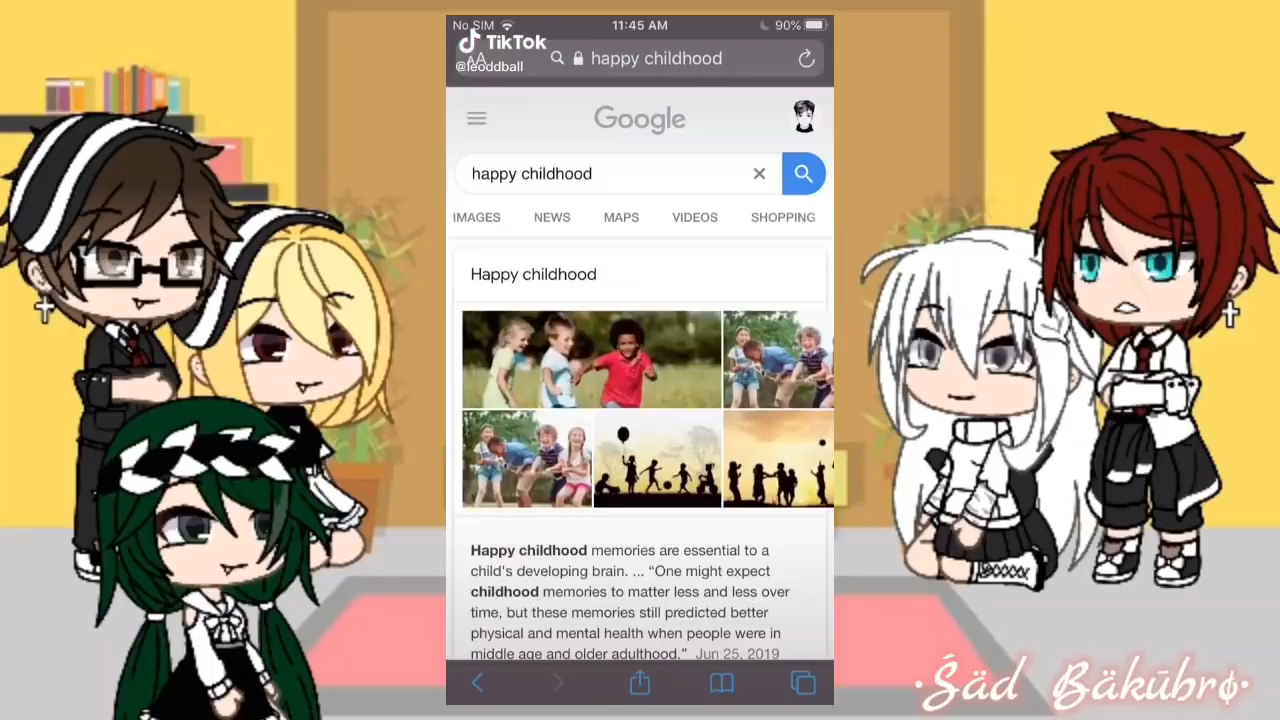 No SIM 11:45 AM 90%
TikTok
AA happy childhood
@leoddball
Google
happy childhood
IMAGES NEWS MAPS VIDEOS SHOPPING
Happy childhood
Happy childhood memories are essential to a
child's developing brain. ... “One might expect
childhood memories to matter less and less over
time, but these memories still predicted better
physical and mental health when people were in
middle age and older adulthood.” Jun 25, 2019
·Śäd Bäkūbrø·